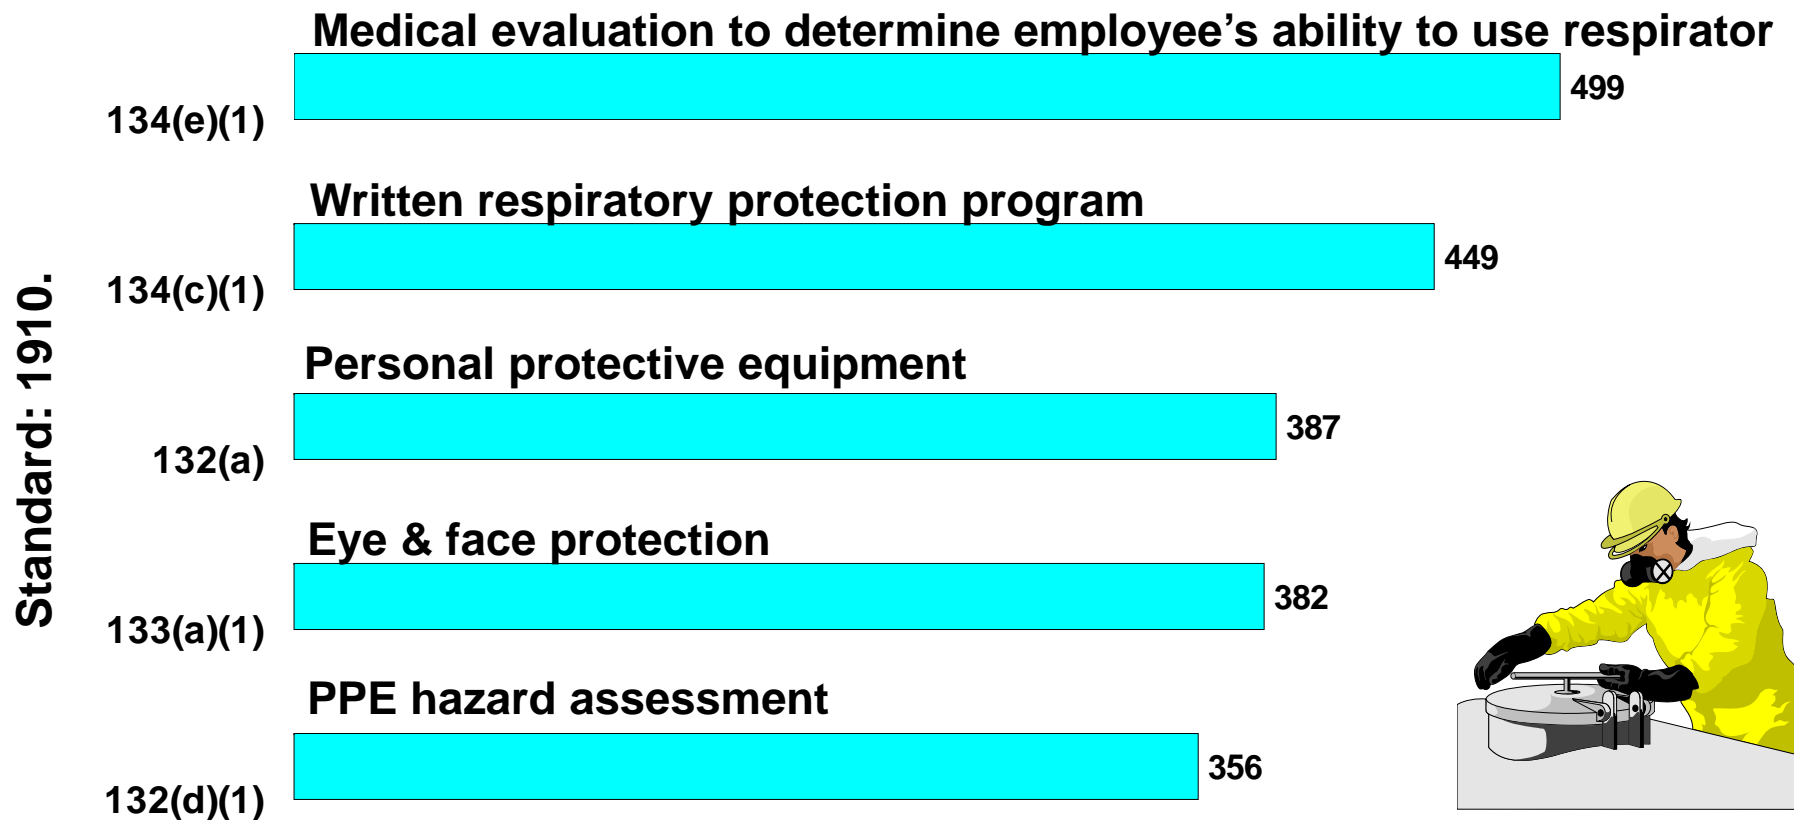 Medical evaluation to determine employee’s ability to use respirator
134(e)(1)
499
Written respiratory protection program
134(c)(1)
449
Standard: 1910.
Personal protective equipment
132(a)
387
Eye & face protection
133(a)(1)
382
PPE hazard assessment
132(d)(1)
356